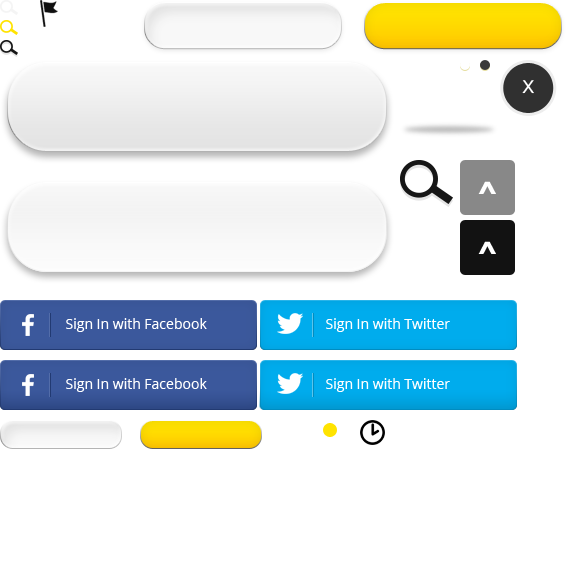 X
^
^
Sign In with Facebook
Sign In with Twitter
Sign In with Facebook
Sign In with Twitter